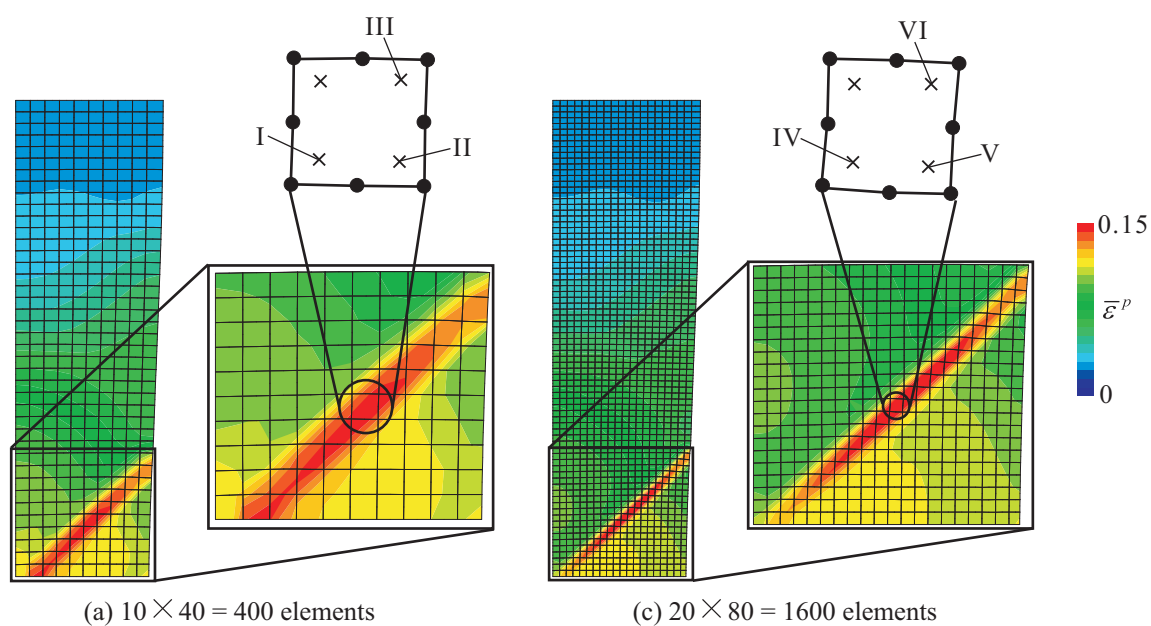 III
VI
I
II
IV
V
0.15
ε̅ᵖ
0
(a) 10 × 40 = 400 elements
(c) 20 × 80 = 1600 elements